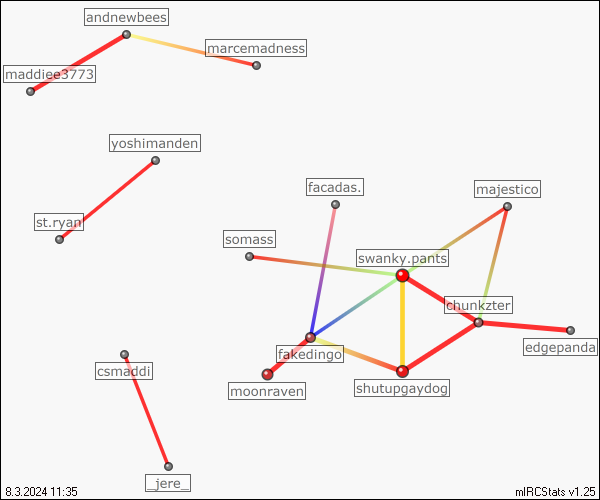 andnewbees
marcemadness
maddiee3773
yoshimanden
facadas.
majestico
st.ryan
somass
swanky.pants
chunkzter
edgepanda
fakedingo
csmaddi
moonraven
shutupgaydog
_jere_
8.3.2024 11:35
mIRCStats v1.25